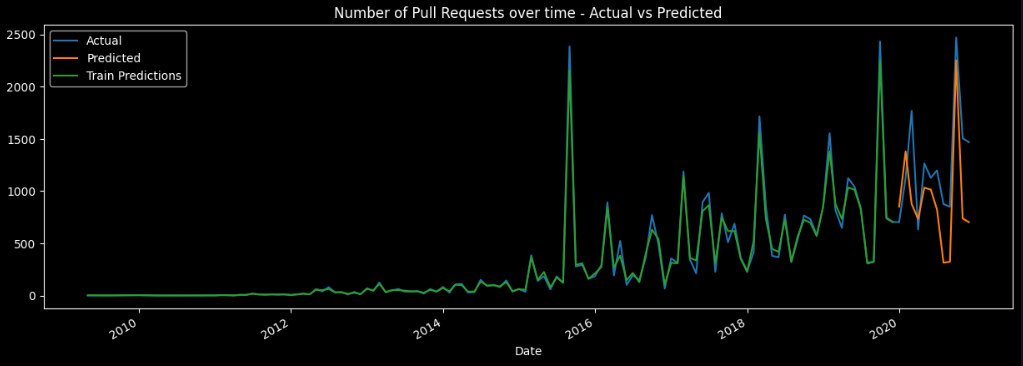 Number of Pull Requests over time - Actual vs Predicted
Actual
Predicted
Train Predictions
2500
2000
1500
1000
500
0
2010
2012
2014
2016
2018
2020
Date